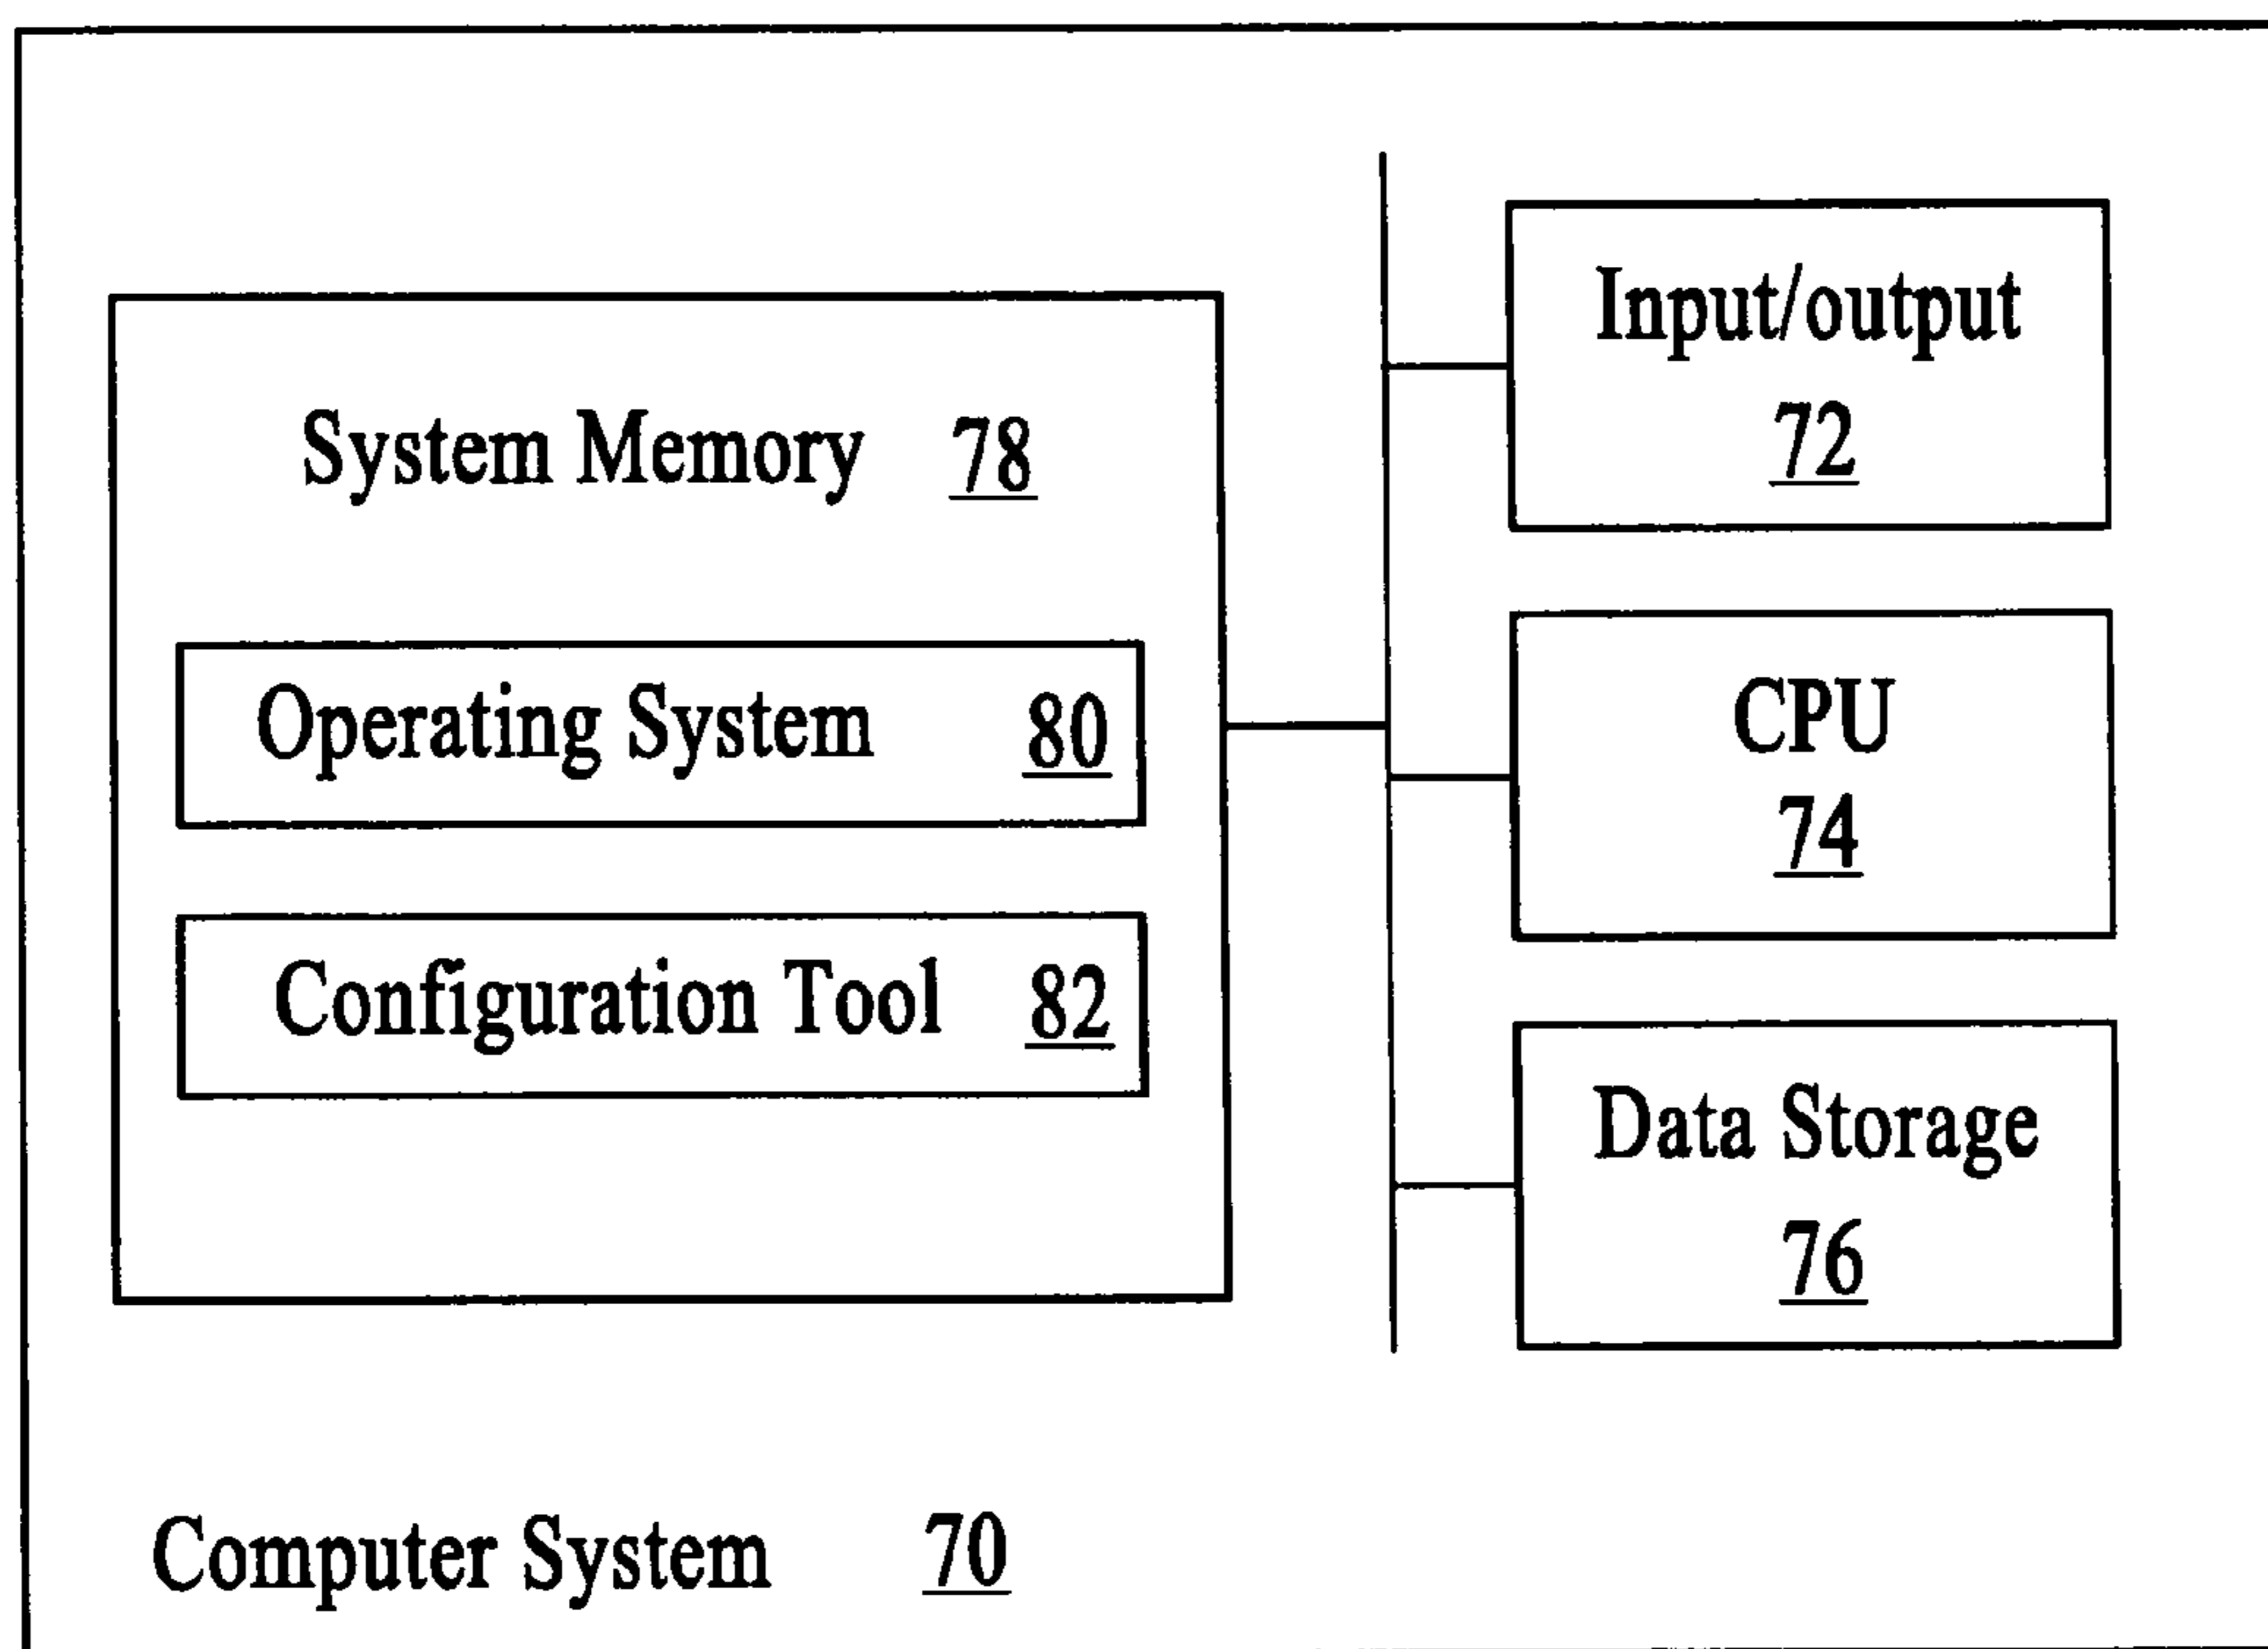 System Memory 78
Operating System 80
Configuration Tool 82
Input/output
72
CPU
74
Data Storage
76
Computer System 70